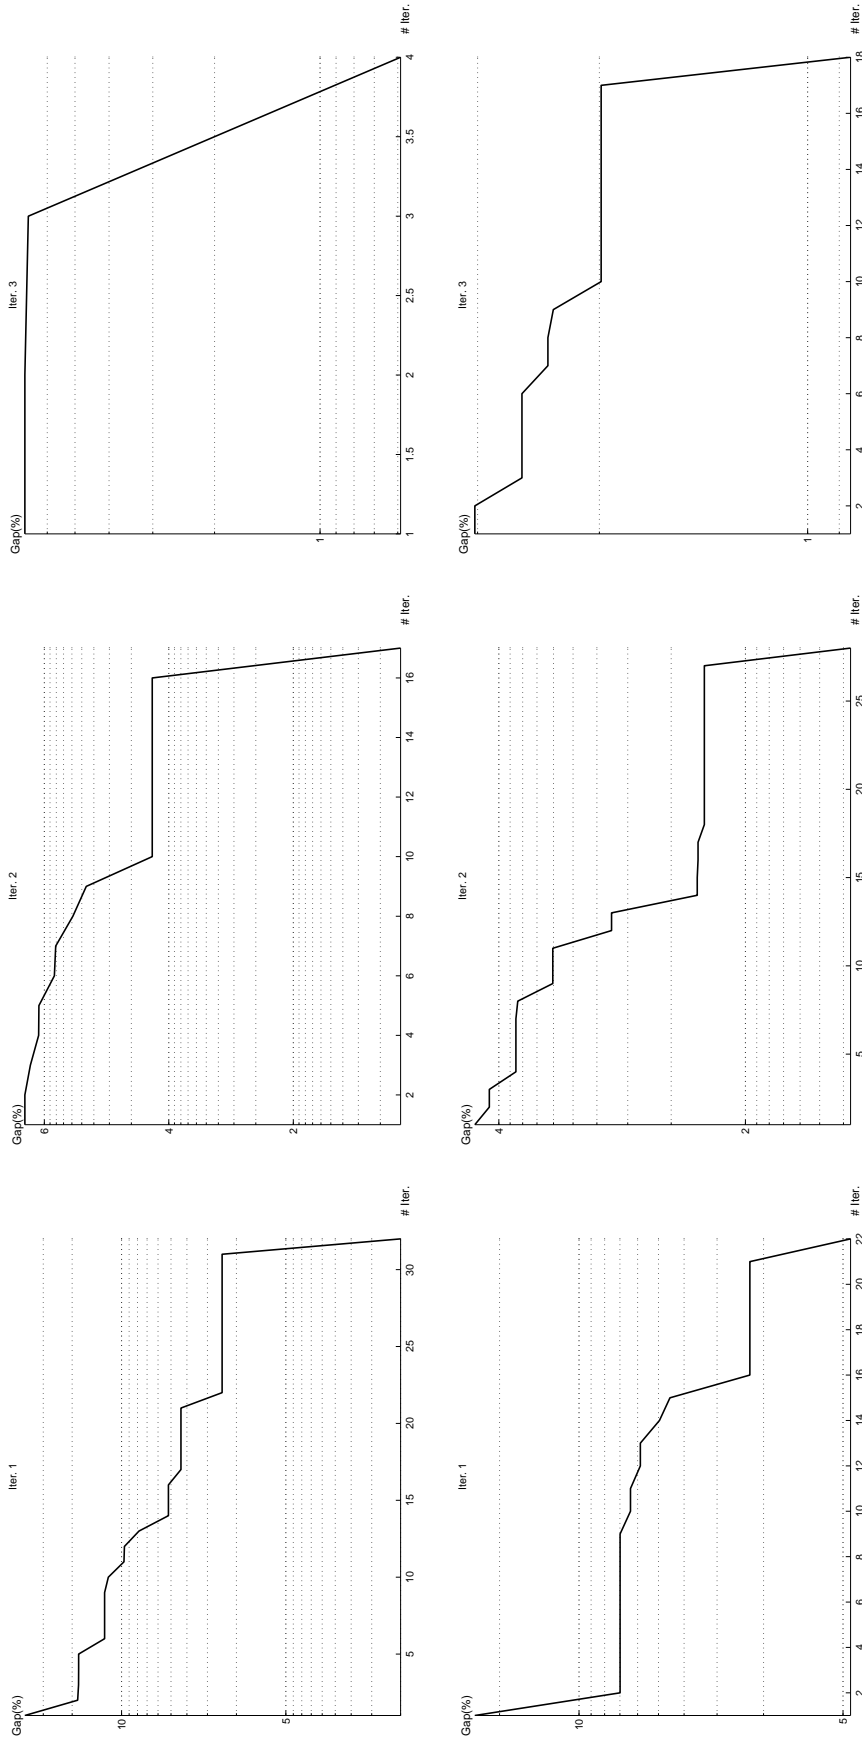 Iter. 1
Gap(%)
10
5
5 10 15 20 25 30
# Iter.
Iter. 2
Gap(%)
6
4
2
2 4 6 8 10 12 14 16
# Iter.
Iter. 3
Gap(%)
1
1 1.5 2 2.5 3 3.5 4
# Iter.
Iter. 1
Gap(%)
10
5
2 4 6 8 10 12 14 16 18 20 22
# Iter.
Iter. 2
Gap(%)
4
2
5 10 15 20 25
# Iter.
Iter. 3
Gap(%)
1
2 4 6 8 10 12 14 16 18
# Iter.